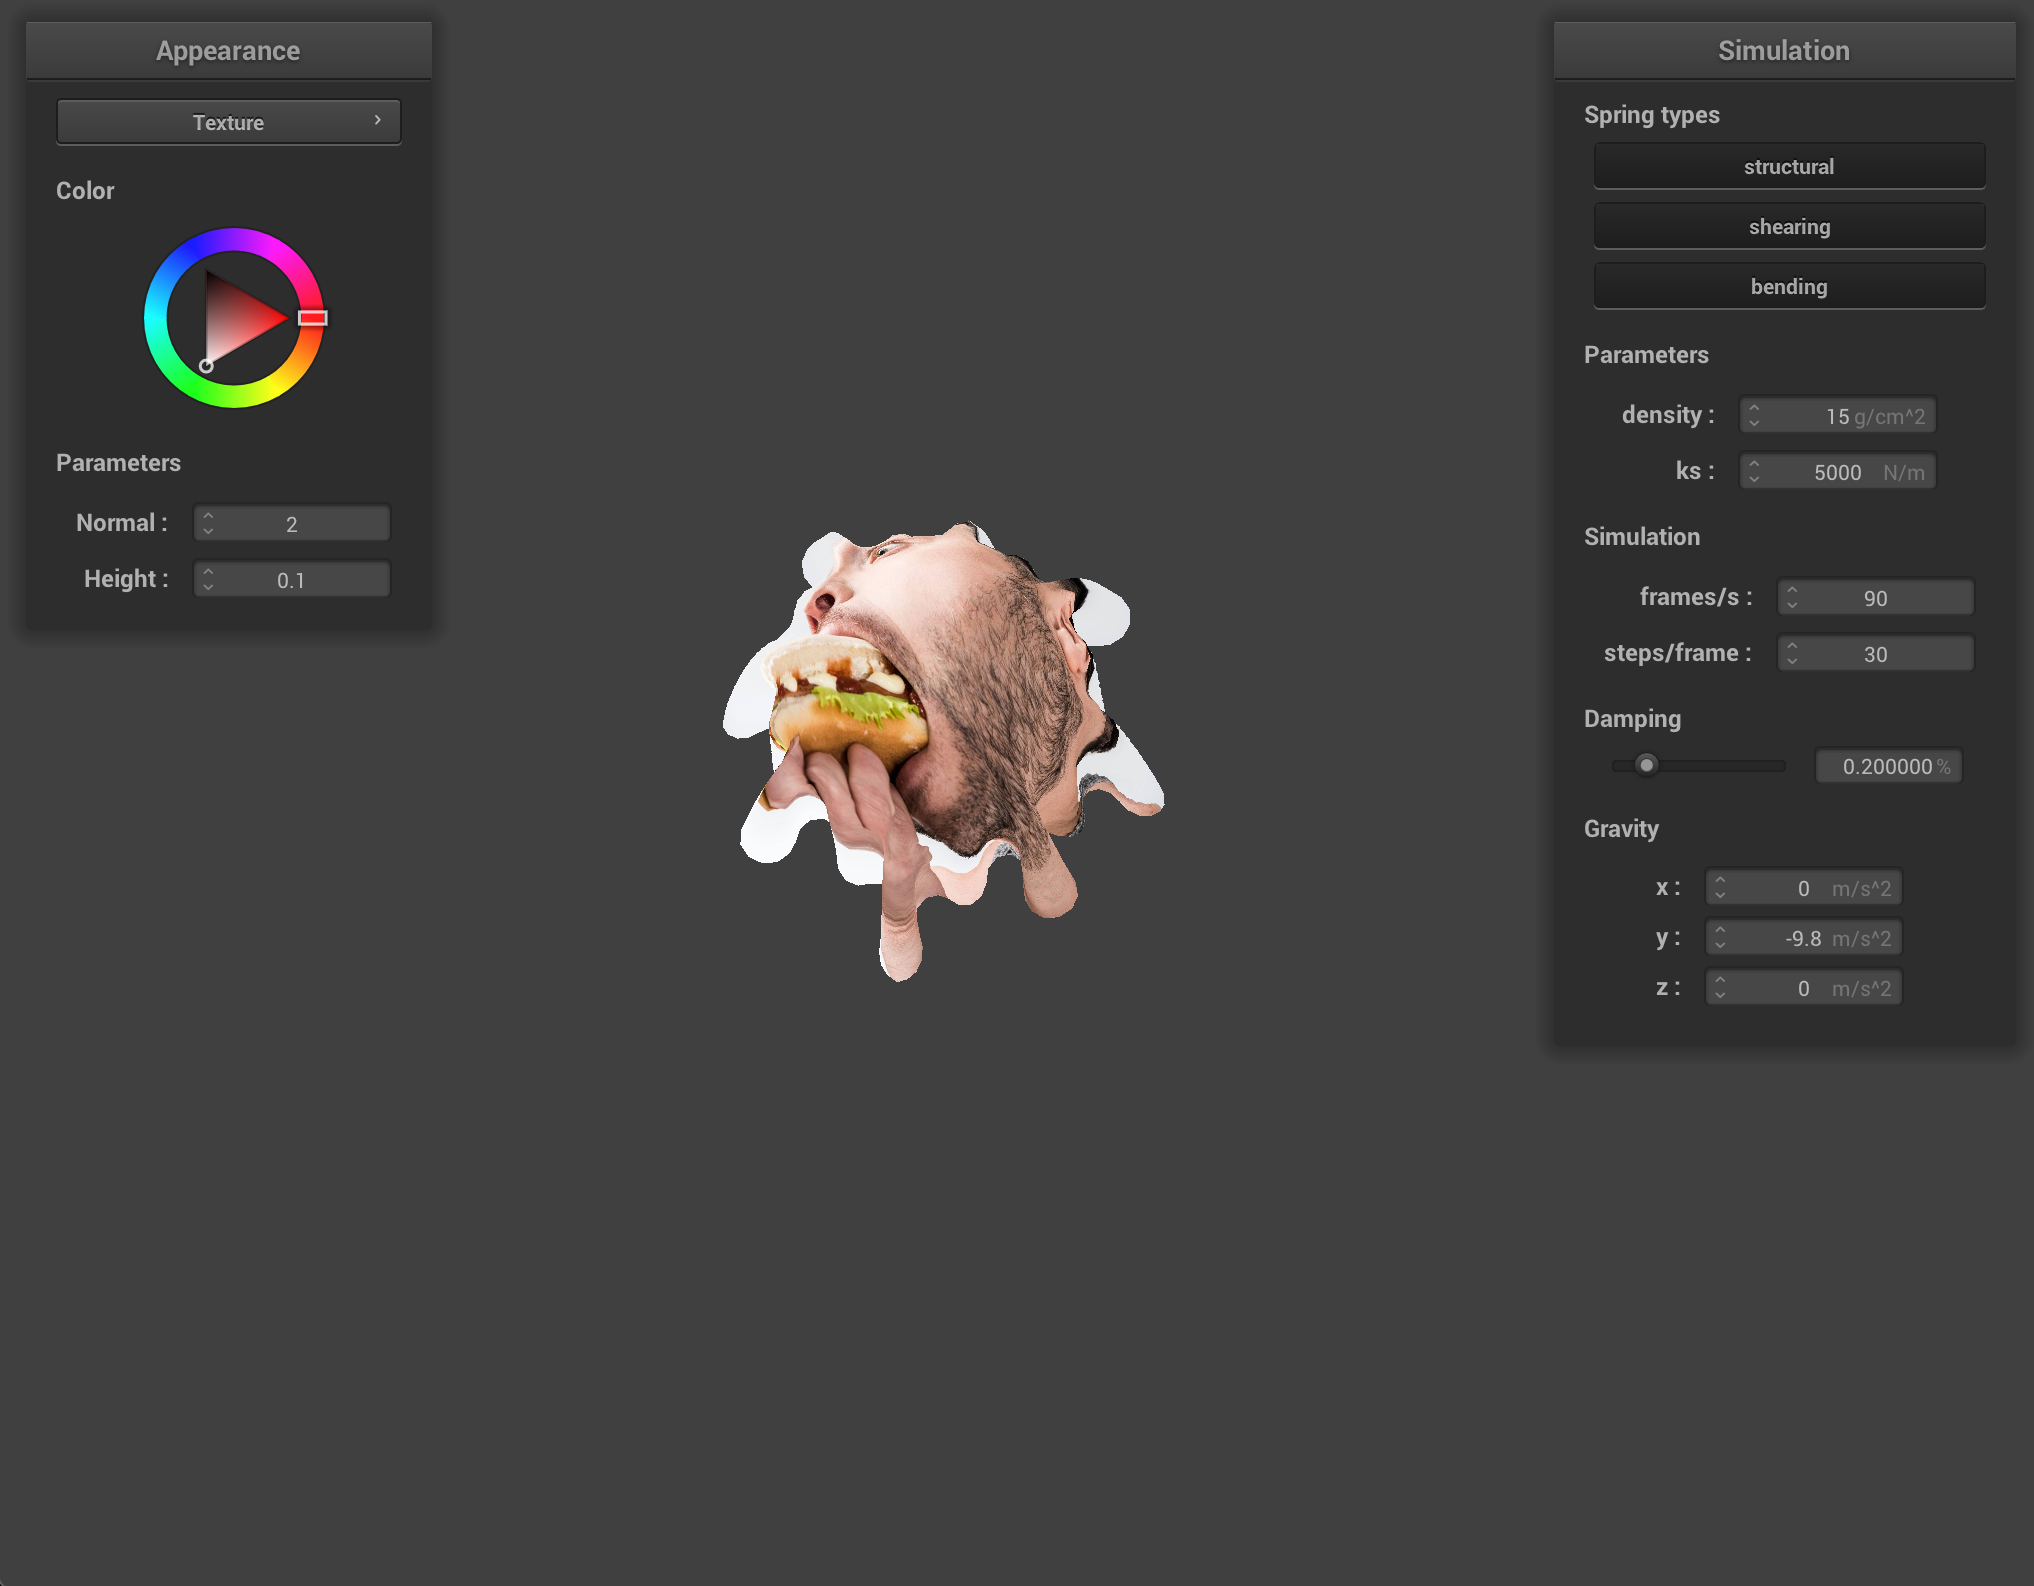 Appearance
Texture
Color
Parameters
Normal : 2
Height : 0.1
Simulation
Spring types
structural
shearing
bending
Parameters
density : 15 g/cm^2
ks : 5000 N/m
Simulation
frames/s : 90
steps/frame : 30
Damping
0.200000 %
Gravity
x : 0 m/s^2
y : -9.8 m/s^2
z : 0 m/s^2